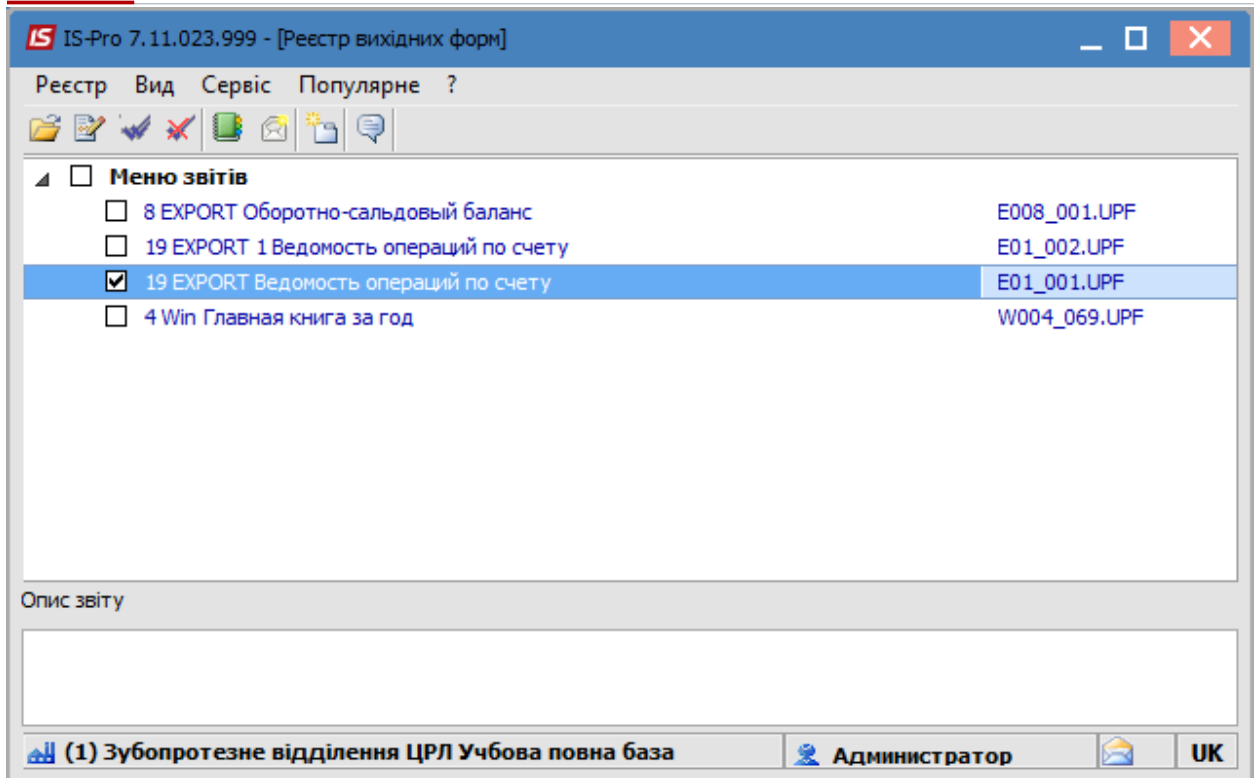 IS IS-Pro 7.11.023.999 - [Реєстр вихідних форм]
Реєстр Вид Сервіс Популярне ?
Меню звітів
8 EXPORT Оборотно-сальдовый баланс E008_001.UPF
19 EXPORT 1 Ведомость операций по счету E01_002.UPF
19 EXPORT Ведомость операций по счету E01_001.UPF
4 Win Главная книга за год W004_069.UPF
Опис звіту
(1) Зубопротезне відділення ЦРЛ Учбова повна база Администратор UK